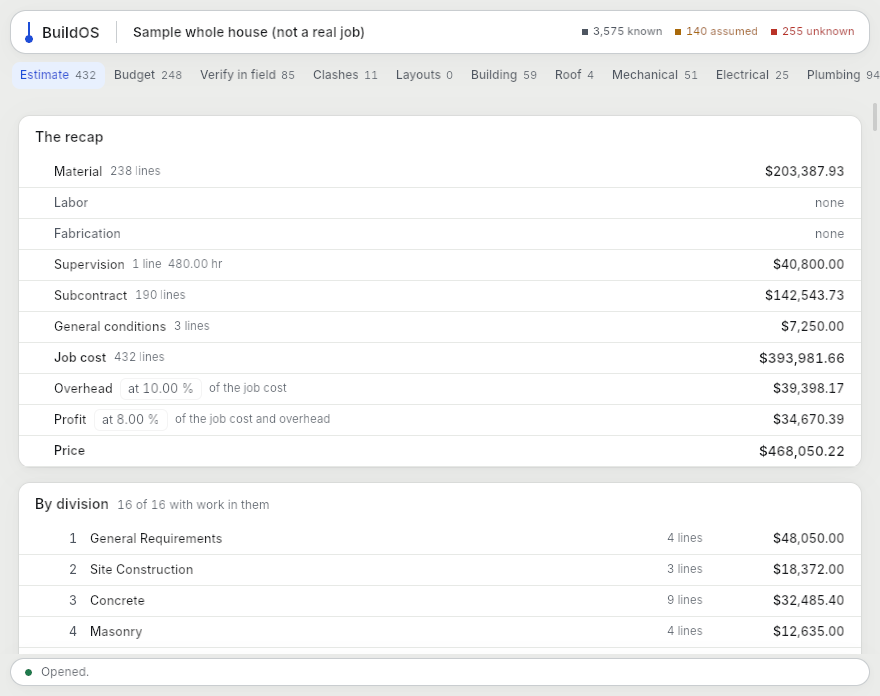 BuildOS Sample whole house (not a real job) 3,575 known 140 assumed 255 unknown
Estimate 432 Budget 248 Verify in field 85 Clashes 11 Layouts 0 Building 59 Roof 4 Mechanical 51 Electrical 25 Plumbing 94
The recap
Material 238 lines $203,387.93
Labor none
Fabrication none
Supervision 1 line 480.00 hr $40,800.00
Subcontract 190 lines $142,543.73
General conditions 3 lines $7,250.00
Job cost 432 lines $393,981.66
Overhead at 10.00 % of the job cost $39,398.17
Profit at 8.00 % of the job cost and overhead $34,670.39
Price $468,050.22
By division 16 of 16 with work in them
1 General Requirements 4 lines $48,050.00
2 Site Construction 3 lines $18,372.00
3 Concrete 9 lines $32,485.40
4 Masonry 4 lines $12,635.00
Opened.